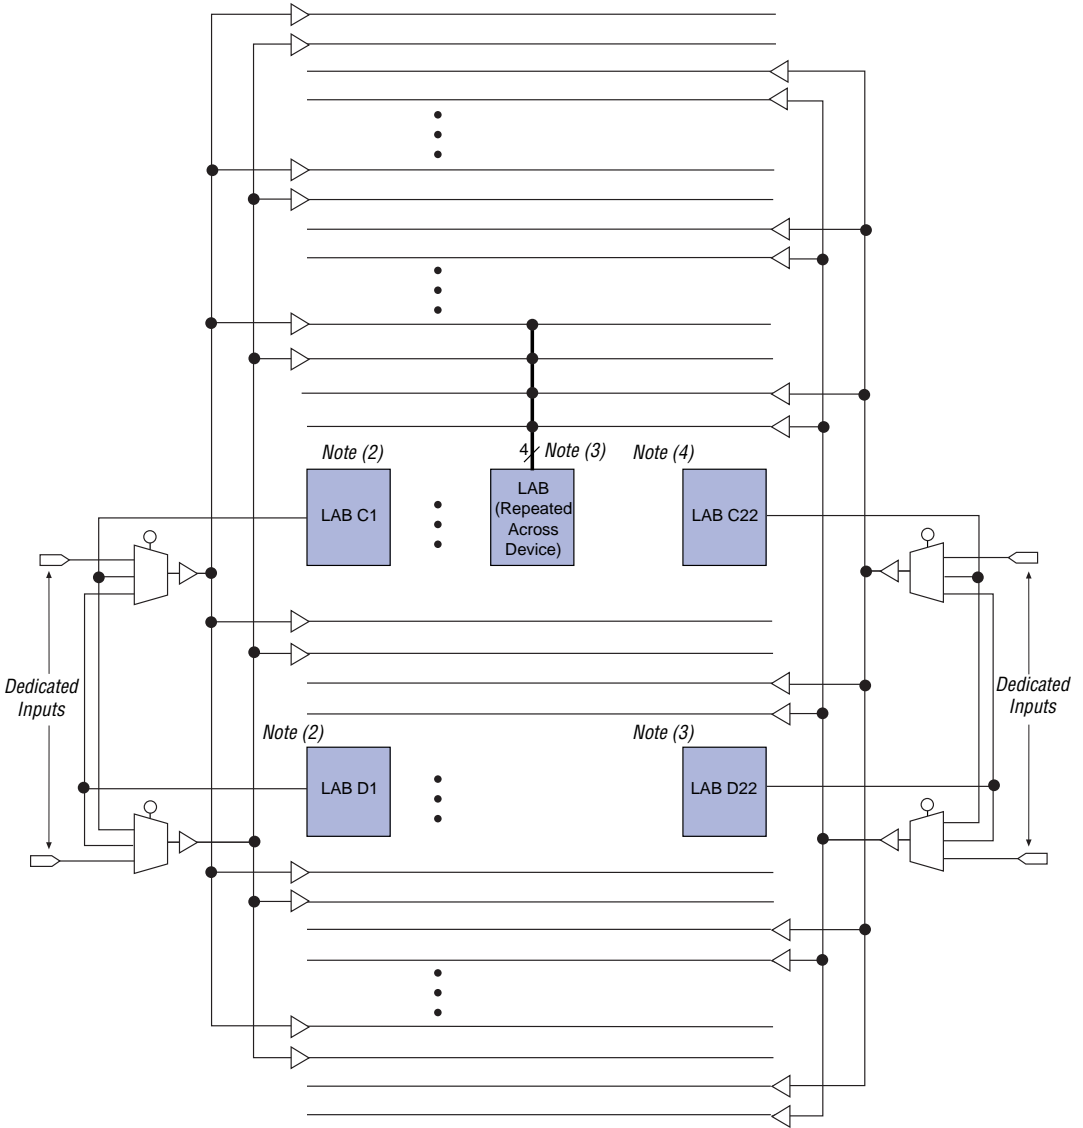 Note (2)
4
Note (3)
Note (4)
LAB C1
LAB
(Repeated
Across
Device)
LAB C22
Dedicated
Inputs
Dedicated
Inputs
Note (2)
Note (3)
LAB D1
LAB D22